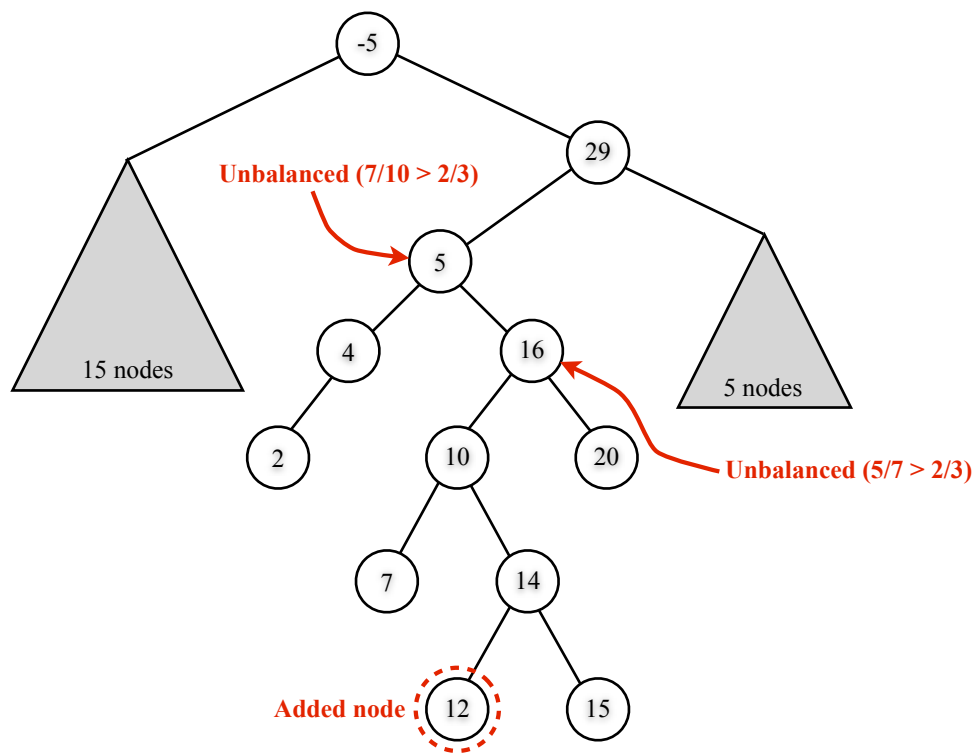 -5
29
Unbalanced (7/10 > 2/3)
5
4
16
15 nodes
5 nodes
2
10
20
Unbalanced (5/7 > 2/3)
7
14
Added node
12
15